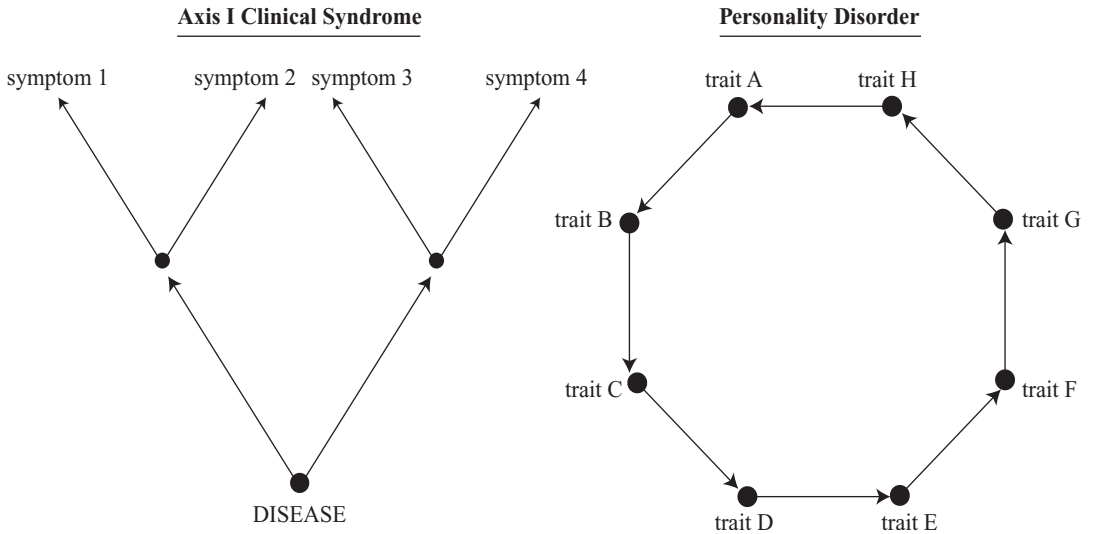 Axis I Clinical Syndrome
symptom 1
symptom 2
symptom 3
symptom 4
DISEASE
Personality Disorder
trait A
trait H
trait B
trait G
trait C
trait F
trait D
trait E